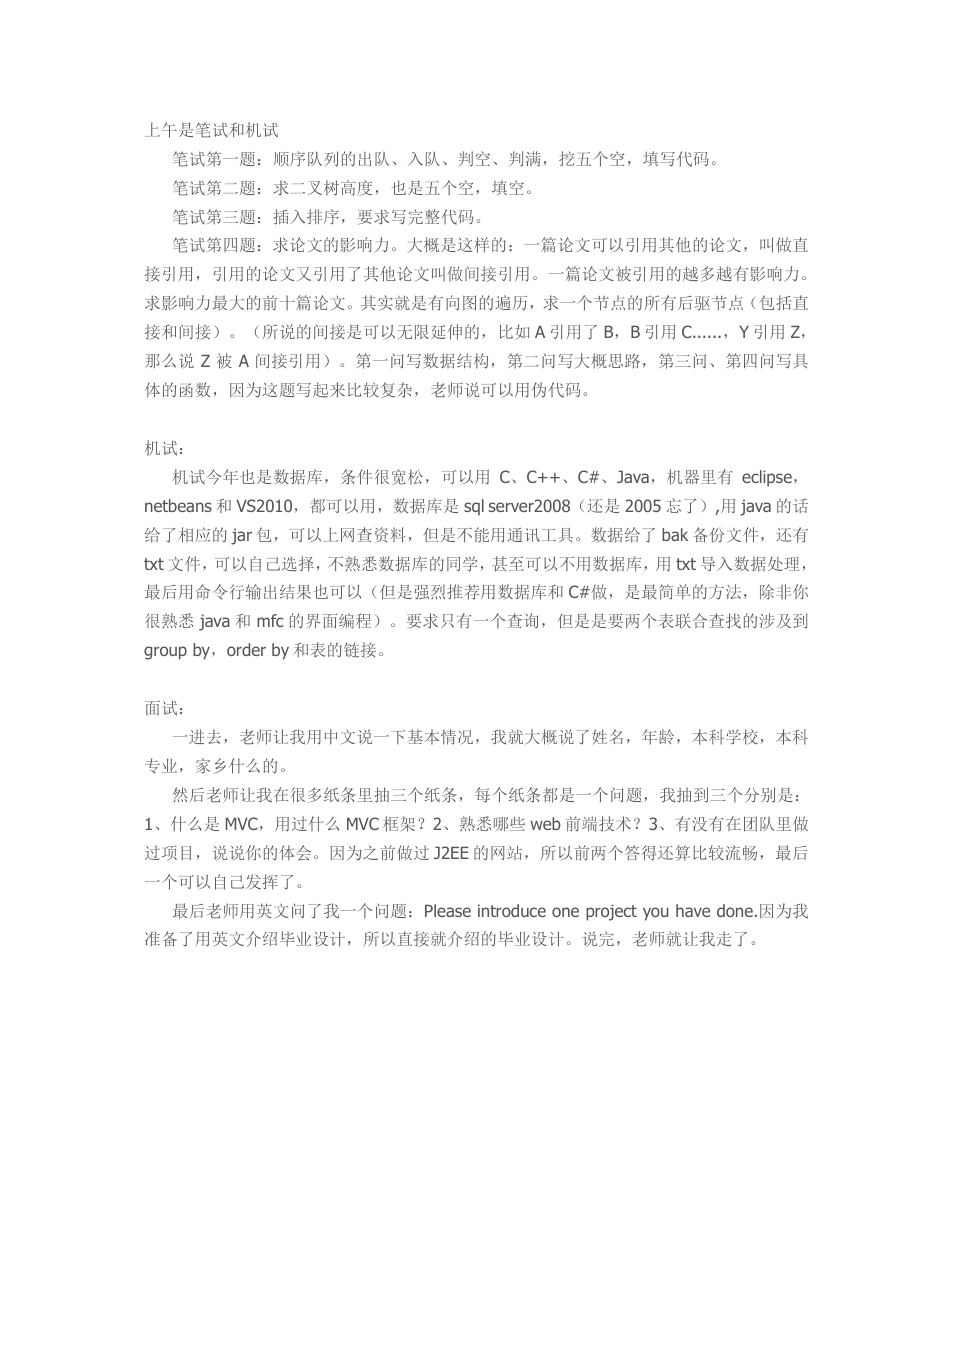 上午是笔试和机试
笔试第一题：顺序队列的出队、入队、判空、判满，挖五个空，填写代码。
笔试第二题：求二叉树高度，也是五个空，填空。
笔试第三题：插入排序，要求写完整代码。
笔试第四题：求论文的影响力。大概是这样的：一篇论文可以引用其他的论文，叫做直
接引用，引用的论文又引用了其他论文叫做间接引用。一篇论文被引用的越多越有影响力。
求影响力最大的前十篇论文。其实就是有向图的遍历，求一个节点的所有后驱节点（包括直
接和间接）。（所说的间接是可以无限延伸的，比如 A 引用了 B，B 引用 C......，Y 引用 Z，
那么说 Z 被 A 间接引用）。第一问写数据结构，第二问写大概思路，第三问、第四问写具
体的函数，因为这题写起来比较复杂，老师说可以用伪代码。
机试：
机试今年也是数据库，条件很宽松，可以用 C、C++、C#、Java，机器里有 eclipse，
netbeans 和 VS2010，都可以用，数据库是 sql server2008（还是 2005 忘了）,用 java 的话
给了相应的 jar 包，可以上网查资料，但是不能用通讯工具。数据给了 bak 备份文件，还有
txt 文件，可以自己选择，不熟悉数据库的同学，甚至可以不用数据库，用 txt 导入数据处理，
最后用命令行输出结果也可以（但是强烈推荐用数据库和 C#做，是最简单的方法，除非你
很熟悉 java 和 mfc 的界面编程）。要求只有一个查询，但是是要两个表联合查找的涉及到
group by，order by 和表的链接。
面试：
一进去，老师让我用中文说一下基本情况，我就大概说了姓名，年龄，本科学校，本科
专业，家乡什么的。
然后老师让我在很多纸条里抽三个纸条，每个纸条都是一个问题，我抽到三个分别是：
1、什么是 MVC，用过什么 MVC 框架？2、熟悉哪些 web 前端技术？3、有没有在团队里做
过项目，说说你的体会。因为之前做过 J2EE 的网站，所以前两个答得还算比较流畅，最后
一个可以自己发挥了。
最后老师用英文问了我一个问题：Please introduce one project you have done.因为我
准备了用英文介绍毕业设计，所以直接就介绍的毕业设计。说完，老师就让我走了。